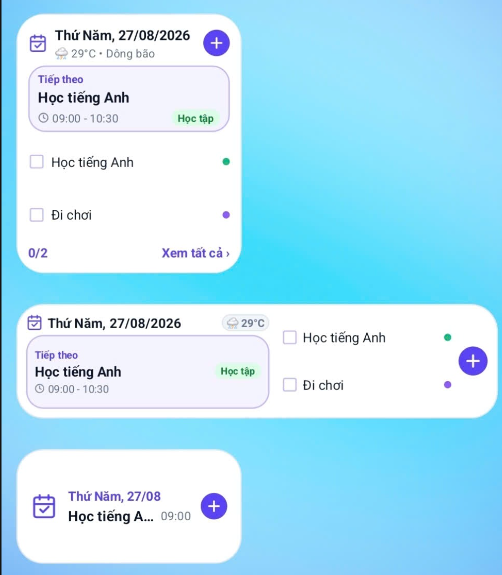 Thứ Năm, 27/08/2026
29°C • Dông bão
Tiếp theo
Học tiếng Anh
09:00 - 10:30 Học tập
Học tiếng Anh
Đi chơi
0/2 Xem tất cả ›
Thứ Năm, 27/08/2026 29°C
Tiếp theo
Học tiếng Anh
09:00 - 10:30
Học tập
Học tiếng Anh
Đi chơi
Thứ Năm, 27/08
Học tiếng A... 09:00